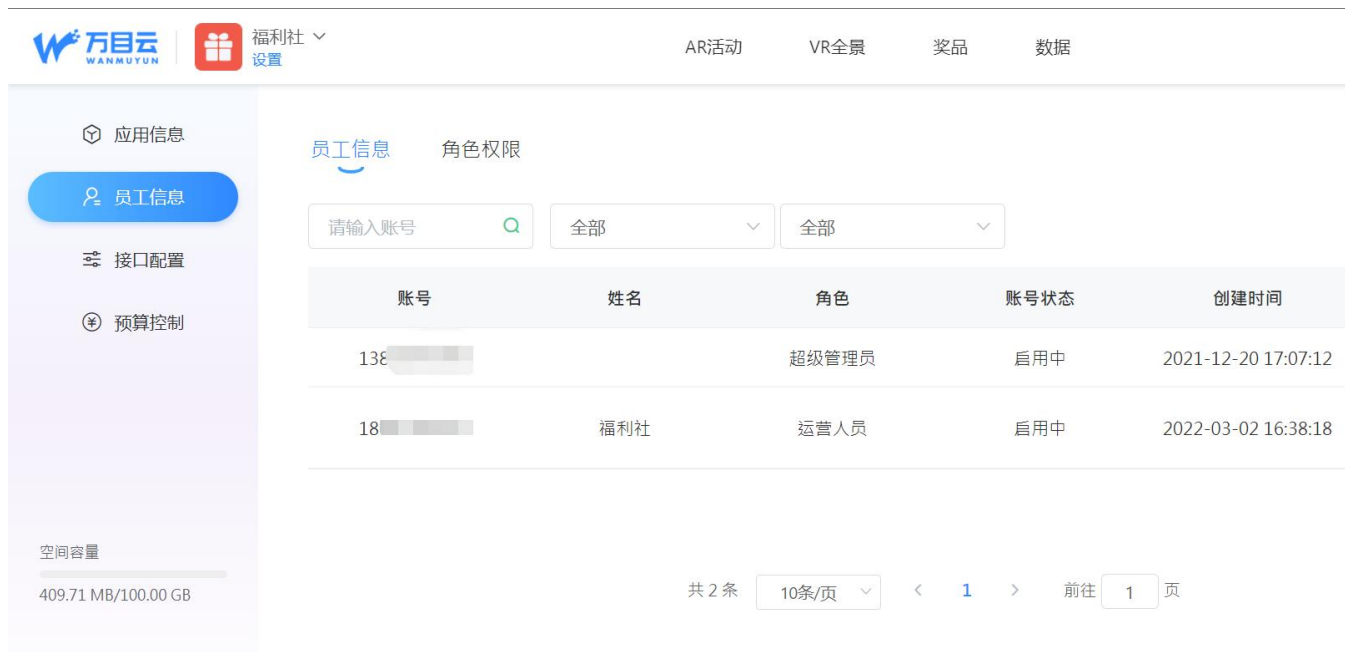 万目云
WANMUYUN
福利社
设置
AR活动 VR全景 奖品 数据
应用信息
员工信息
接口配置
预算控制
空间容量
409.71 MB/100.00 GB
员工信息 角色权限
请输入账号 全部 全部
账号 姓名 角色 账号状态 创建时间
138 超级管理员 启用中 2021-12-20 17:07:12
18 福利社 运营人员 启用中 2022-03-02 16:38:18
共 2 条 10条/页 1 前往 1 页